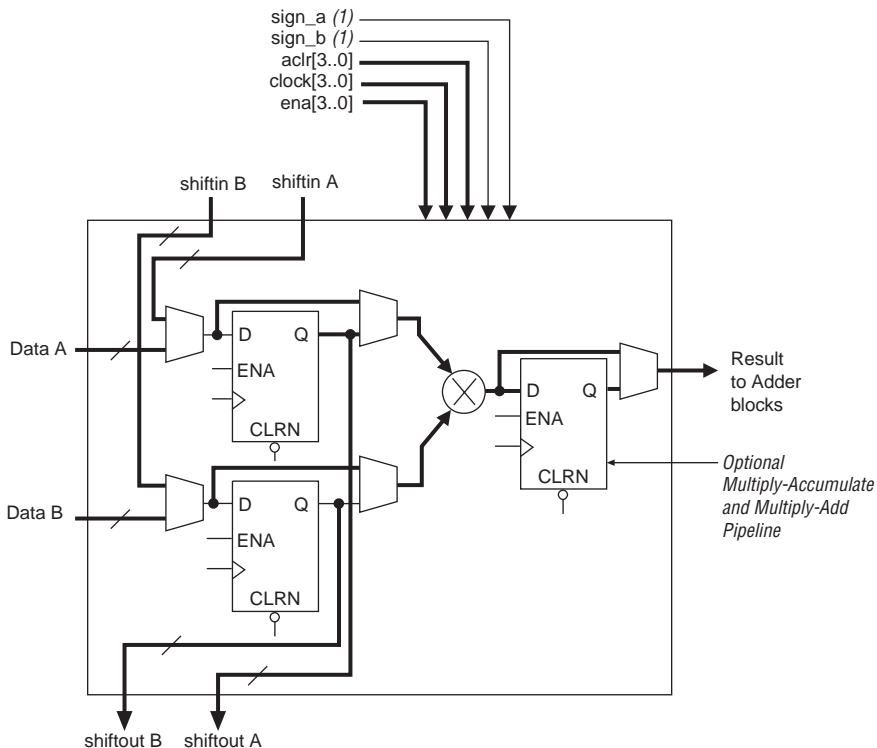 sign_a (1)
sign_b (1)
aclr[3..0]
clock[3..0]
ena[3..0]
shiftin B
shiftin A
Data A
D
Q
ENA
CLRN
Data B
D
Q
ENA
CLRN
D
Q
ENA
CLRN
Result
to Adder
blocks
Optional
Multiply-Accumulate
and Multiply-Add
Pipeline
shiftout B
shiftout A